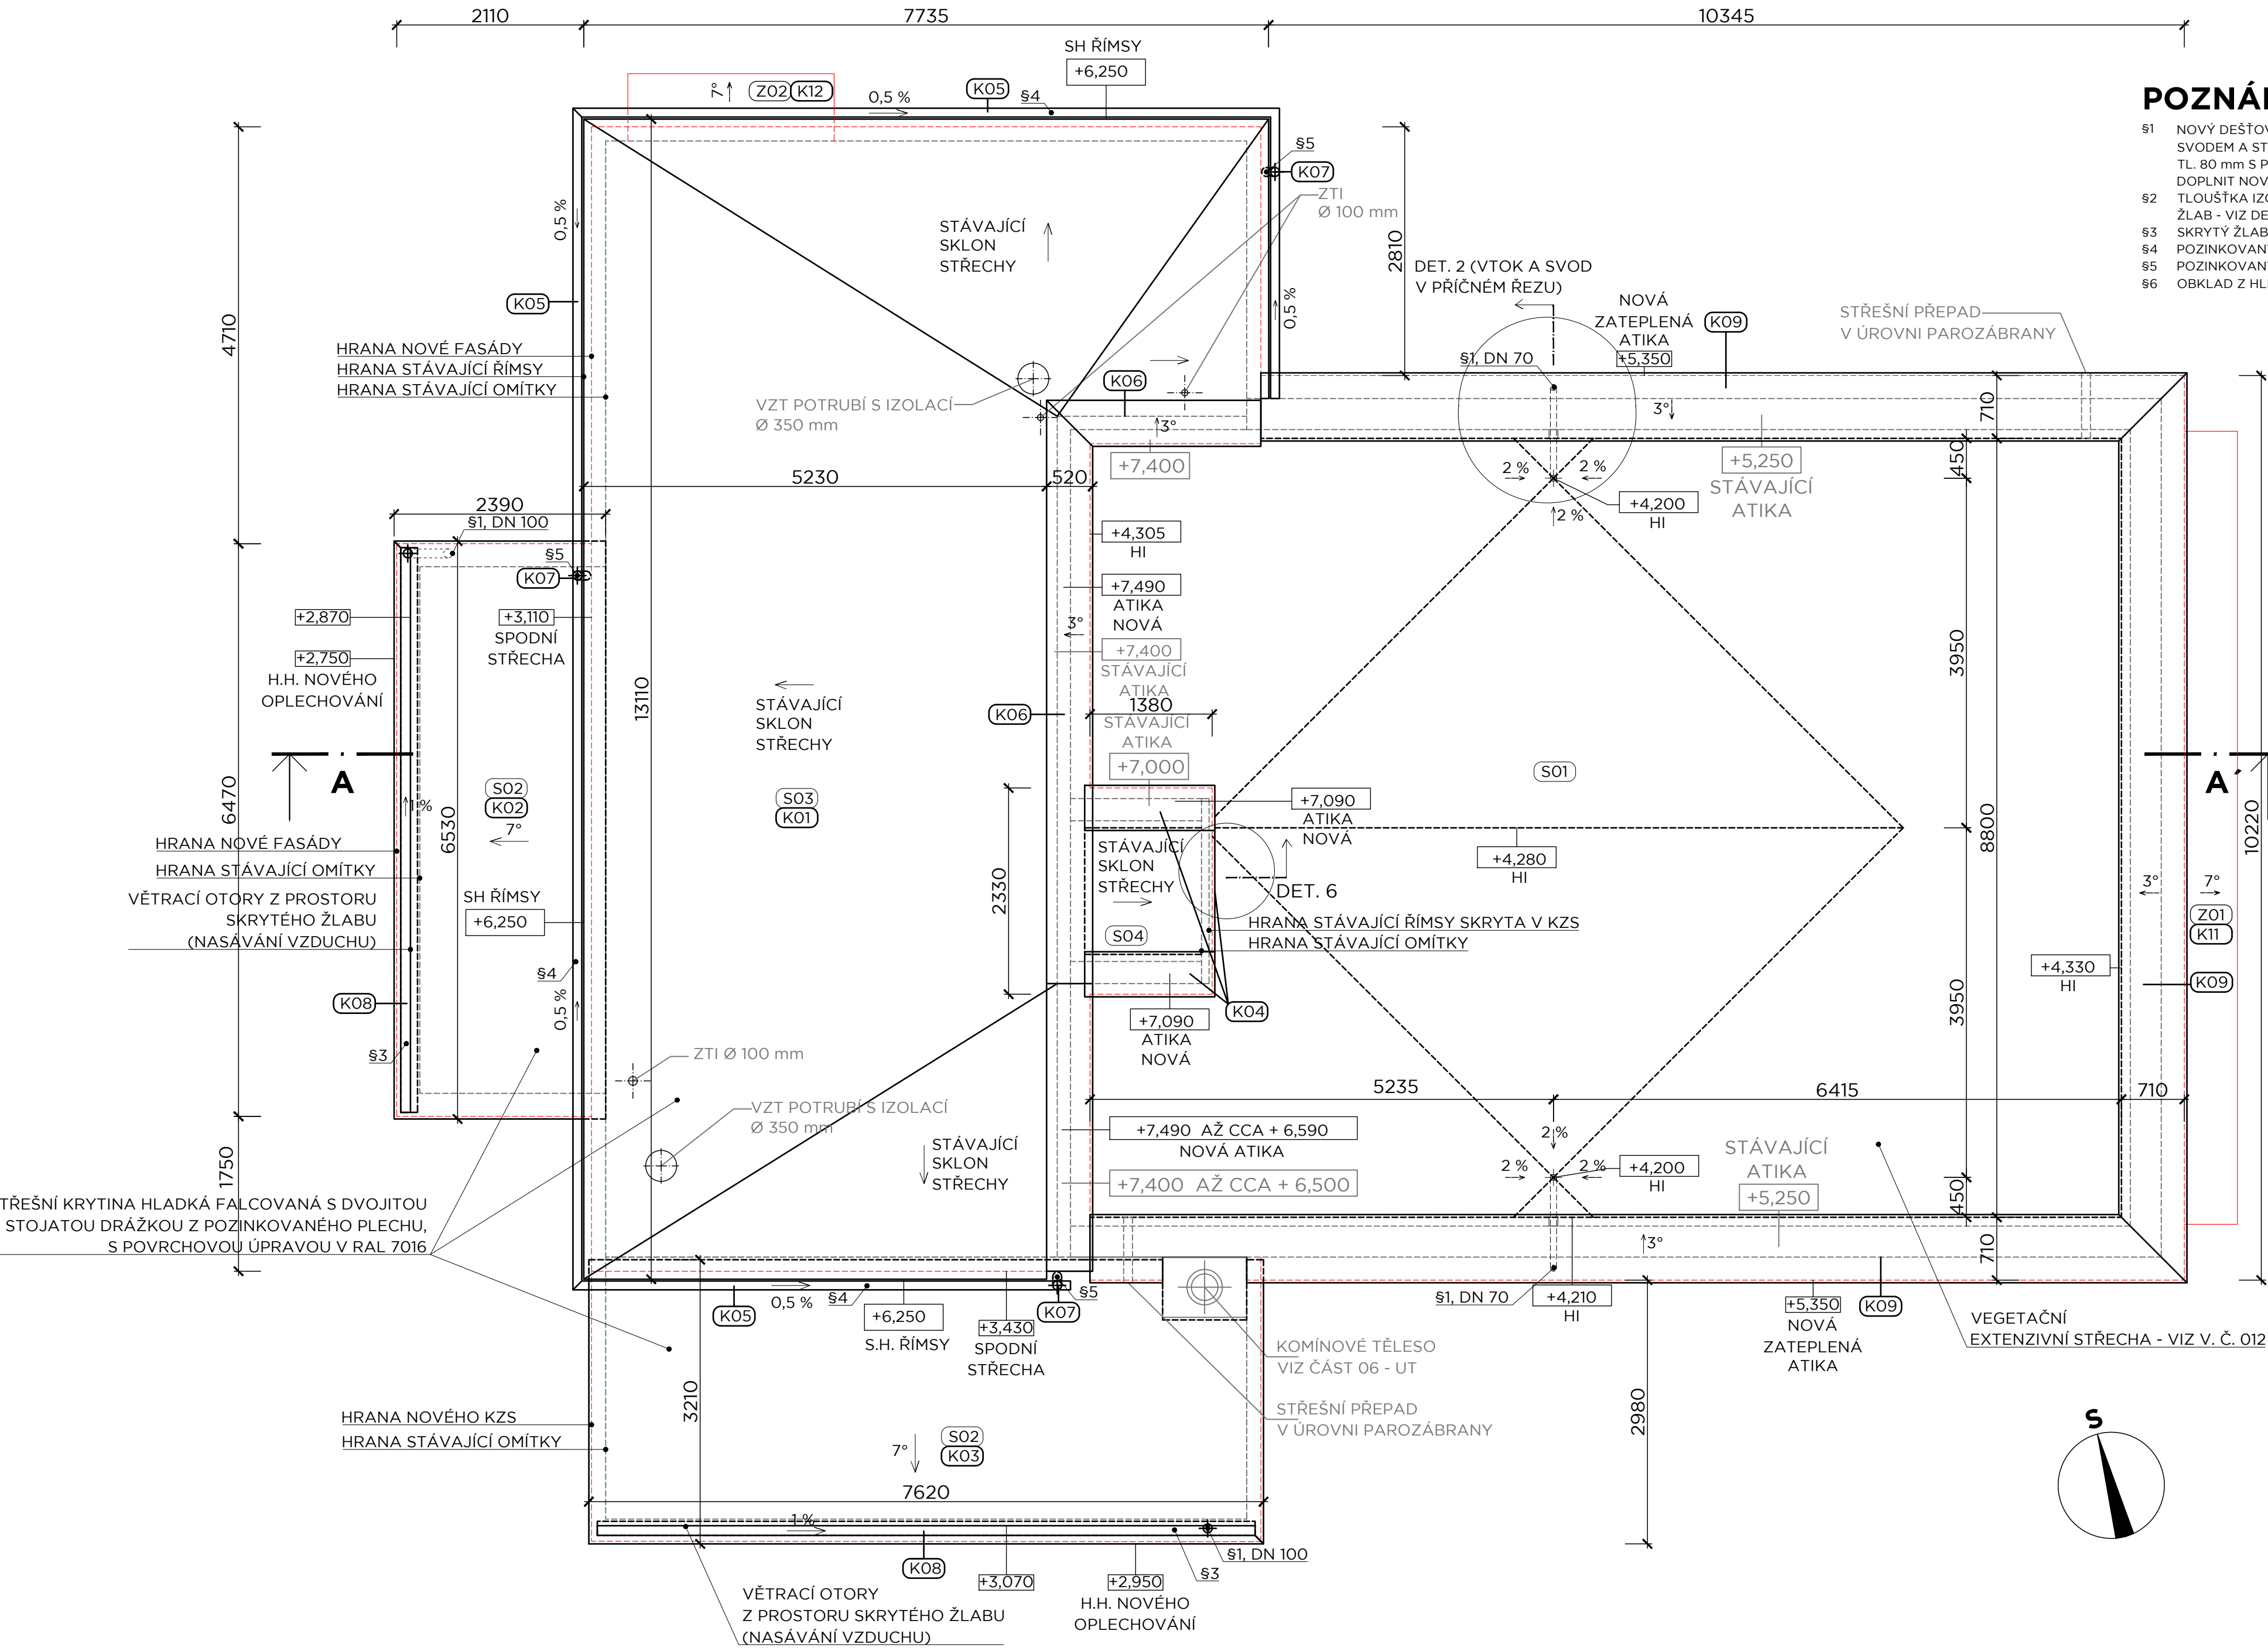 2110
7735
10345
SH ŘÍMSY
+6,250
7°
Z02
K12
0,5 %
K05
§4
§5
K07
ZTI
Ø 100 mm
0,5 %
0,5 %
STÁVAJÍCÍ
SKLON
STŘECHY
K05
4710
2810
HRANA NOVÉ FASÁDY
HRANA STÁVAJÍCÍ ŘÍMSY
HRANA STÁVAJÍCÍ OMÍTKY
DET. 2 (VTOK A SVOD
V PŘÍČNÉM ŘEZU)
NOVÁ
ZATEPLENÁ
ATIKA
+5,350
K09
§1, DN 70
STŘEŠNÍ PŘEPAD
V ÚROVNI PAROZÁBRANY
§1 NOVÝ DEŠŤOV
SVODEM A ST
TL. 80 mm S P
DOPLNIT NOV
§2 TLOUŠŤKA IZO
ŽLAB - VIZ DE
§3 SKRYTÝ ŽLAB
§4 POZINKOVAN
§5 POZINKOVAN
§6 OBKLAD Z HL
VZT POTRUBÍ S IZOLACÍ
Ø 350 mm
K06
3°
+7,400
3°
710
450
5230
520
2 %
2 %
2 %
+4,200
HI
+5,250
STÁVAJÍCÍ
ATIKA
2390
§1, DN 100
§5
K07
+4,305
HI
+7,490
ATIKA
NOVÁ
3°
+7,400
STÁVAJÍCÍ
ATIKA
1380
STÁVAJÍCÍ
ATIKA
+7,000
+2,870
+2,750
H.H. NOVÉHO
OPLECHOVÁNÍ
+3,110
SPODNÍ
STŘECHA
13110
STÁVAJÍCÍ
SKLON
STŘECHY
K06
3950
A
A´
6470
6530
1 %
S02
K02
7°
S03
K01
S01
8800
10220
HRANA NOVÉ FASÁDY
HRANA STÁVAJÍCÍ OMÍTKY
VĚTRACÍ OTORY Z PROSTORU
SKRYTÉHO ŽLABU
(NASÁVÁNÍ VZDUCHU)
SH ŘÍMSY
+6,250
§4
0,5 %
K08
§3
2330
STÁVAJÍCÍ
SKLON
STŘECHY
S04
+7,090
ATIKA
NOVÁ
DET. 6
HRANA STÁVAJÍCÍ ŘÍMSY SKRYTA V KZS
HRANA STÁVAJÍCÍ OMÍTKY
+4,280
HI
3°
7°
Z01
K11
K09
+4,330
HI
3950
K04
+7,090
ATIKA
NOVÁ
ZTI Ø 100 mm
VZT POTRUBÍ S IZOLACÍ
Ø 350 mm
5235
6415
710
+7,490 AŽ CCA + 6,590
NOVÁ ATIKA
+7,400 AŽ CCA + 6,500
2 %
2 %
2 %
+4,200
HI
STÁVAJÍCÍ
ATIKA
+5,250
450
710
1750
STÁVAJÍCÍ
SKLON
STŘECHY
TŘEŠNÍ KRYTINA HLADKÁ FALCOVANÁ S DVOJITOU
STOJATOU DRÁŽKOU Z POZINKOVANÉHO PLECHU,
S POVRCHOVOU ÚPRAVOU V RAL 7016
K05
0,5 %
§4
+6,250
S.H. ŘÍMSY
+3,430
SPODNÍ
STŘECHA
K07
§5
3°
§1, DN 70
+4,210
HI
+5,350
NOVÁ
ZATEPLENÁ
ATIKA
K09
VEGETAČNÍ
EXTENZIVNÍ STŘECHA - VIZ V. Č. 012
KOMÍNOVÉ TĚLESO
VIZ ČÁST 06 - UT
STŘEŠNÍ PŘEPAD
V ÚROVNI PAROZÁBRANY
3210
2980
HRANA NOVÉHO KZS
HRANA STÁVAJÍCÍ OMÍTKY
7°
S02
K03
7620
S
1 %
K08
+3,070
+2,950
H.H. NOVÉHO
OPLECHOVÁNÍ
§3
§1, DN 100
VĚTRACÍ OTORY
Z PROSTORU SKRYTÉHO ŽLABU
(NASÁVÁNÍ VZDUCHU)